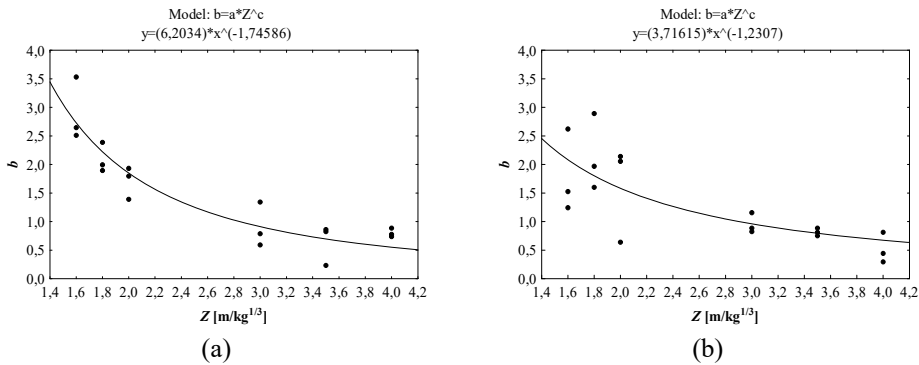 Model: b=a*Z^c
y=(6,2034)*x^(-1,74586)
4,0
3,5
3,0
2,5
2,0
1,5
1,0
0,5
0,0
b
1,4 1,6 1,8 2,0 2,2 2,4 2,6 2,8 3,0 3,2 3,4 3,6 3,8 4,0 4,2
Z [m/kg^1/3]
(a)
Model: b=a*Z^c
y=(3,71615)*x^(-1,2307)
4,0
3,5
3,0
2,5
2,0
1,5
1,0
0,5
0,0
b
1,4 1,6 1,8 2,0 2,2 2,4 2,6 2,8 3,0 3,2 3,4 3,6 3,8 4,0 4,2
Z [m/kg^1/3]
(b)